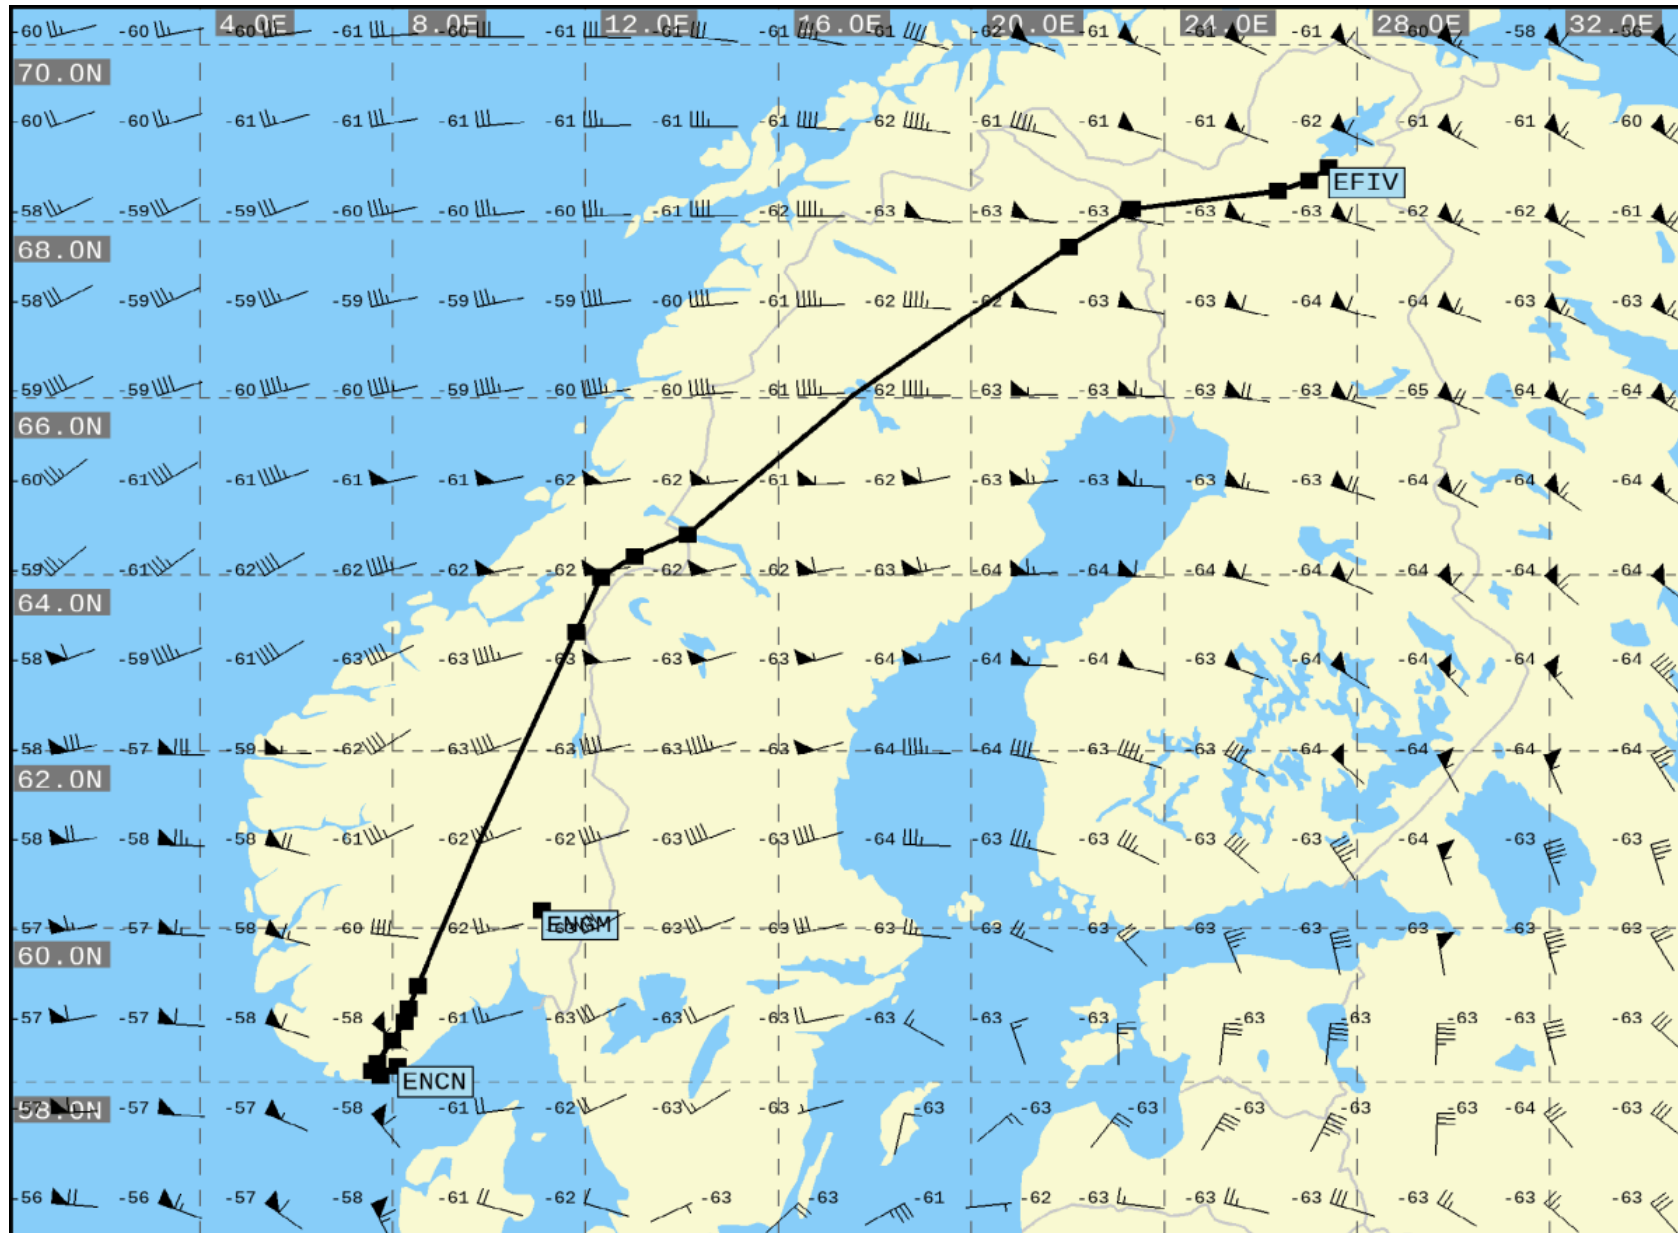 4.0E 8.0E 12.0E 16.0E 20.0E 24.0E 28.0E 32.0E
-60 -60 -60 -61 -60 -61 -61 -61 -61 -62 -61 -61 -61 -60 -58 -56
70.0N
-60 -60 -61 -61 -61 -61 -61 -61 -62 -61 -61 -61 -62 -61 -61 -60
EFIV
-58 -59 -59 -60 -60 -60 -61 -62 -63 -63 -63 -63 -63 -62 -62 -61
68.0N
-58 -59 -59 -59 -59 -59 -60 -61 -62 -62 -63 -63 -64 -64 -63 -63
-59 -59 -60 -60 -59 -60 -60 -61 -62 -63 -63 -63 -63 -65 -64 -64
66.0N
-60 -61 -61 -61 -61 -62 -62 -61 -62 -63 -63 -63 -63 -64 -64 -64
-59 -61 -62 -62 -62 -62 -62 -62 -63 -64 -64 -64 -64 -64 -64 -64
64.0N
-58 -59 -61 -63 -63 -63 -63 -63 -64 -64 -64 -63 -64 -64 -64 -64
-58 -57 -59 -62 -63 -63 -63 -63 -64 -64 -63 -63 -64 -64 -64 -64
62.0N
-58 -58 -58 -61 -62 -62 -63 -63 -64 -63 -63 -63 -63 -64 -63 -63
ENGM
-57 -57 -58 -60 -62 -63 -63 -63 -63 -63 -63 -63 -63 -63 -63 -63
60.0N
-57 -57 -58 -58 -61 -63 -63 -63 -63 -63 -63 -63 -63 -63 -63 -63
ENCN
-57 -57 -57 -58 -61 -62 -63 -63 -63 -62 -63 -63 -63 -63 -64 -63
58.0N
-56 -56 -57 -58 -61 -62 -63 -63 -61 -62 -63 -63 -63 -63 -63 -63